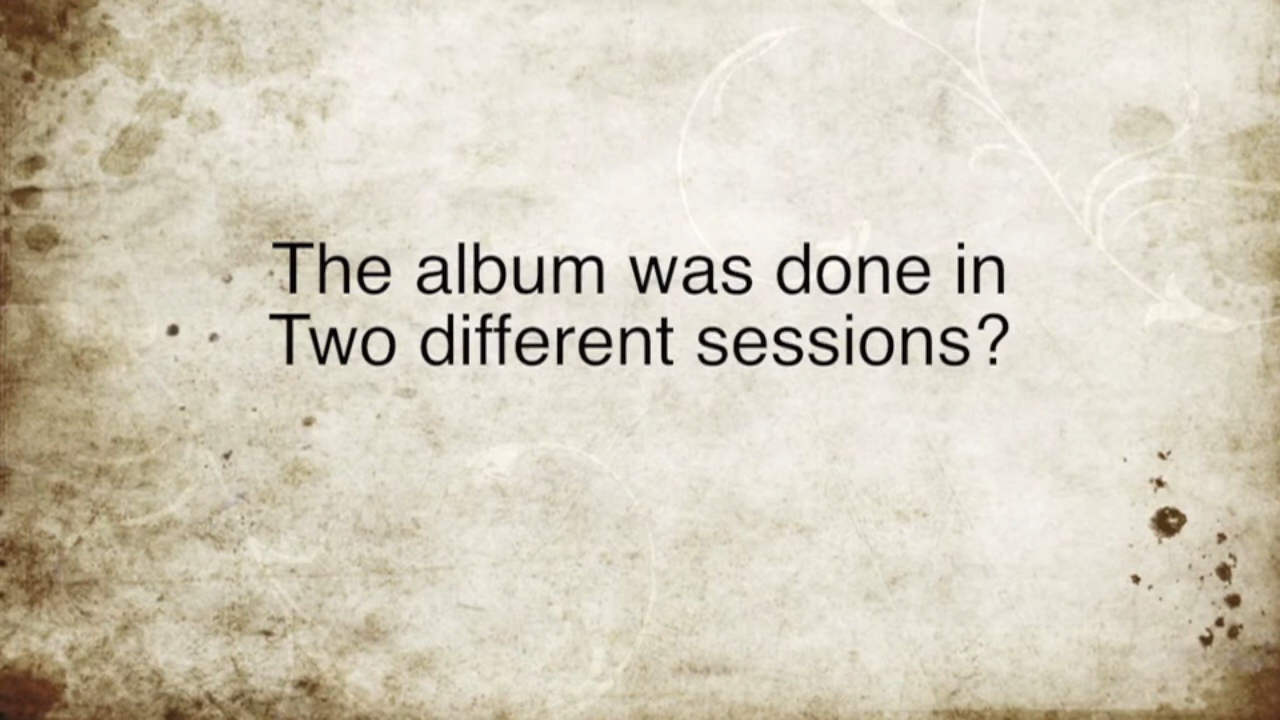 The album was done in
Two different sessions?